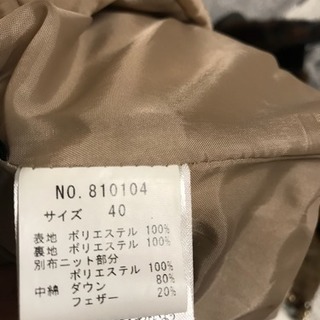 NO. 810104
サイズ 40
表地 ポリエステル 100%
裏地 ポリエステル 100%
別布ニット部分
ポリエステル 100%
中綿 ダウン 80%
フェザー 20%